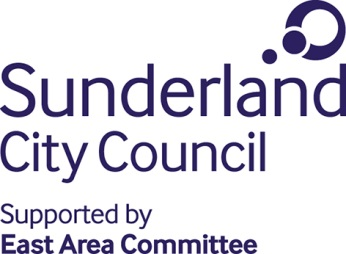 Sunderland
City Council
Supported by
East Area Committee